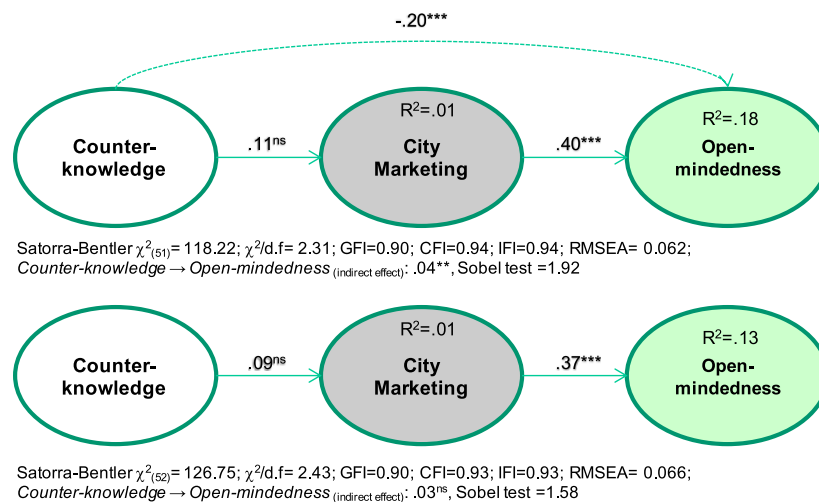 -.20***
R²=.01
R²=.18
Counter-
knowledge
.11ⁿˢ
City
Marketing
.40***
Open-
mindedness
Satorra-Bentler χ²₍₅₁₎= 118.22; χ²/d.f= 2.31; GFI=0.90; CFI=0.94; IFI=0.94; RMSEA= 0.062;
Counter-knowledge → Open-mindedness (indirect effect): .04**, Sobel test =1.92
R²=.01
R²=.13
Counter-
knowledge
.09ⁿˢ
City
Marketing
.37***
Open-
mindedness
Satorra-Bentler χ²₍₅₂₎= 126.75; χ²/d.f= 2.43; GFI=0.90; CFI=0.93; IFI=0.93; RMSEA= 0.066;
Counter-knowledge → Open-mindedness (indirect effect): .03ⁿˢ, Sobel test =1.58